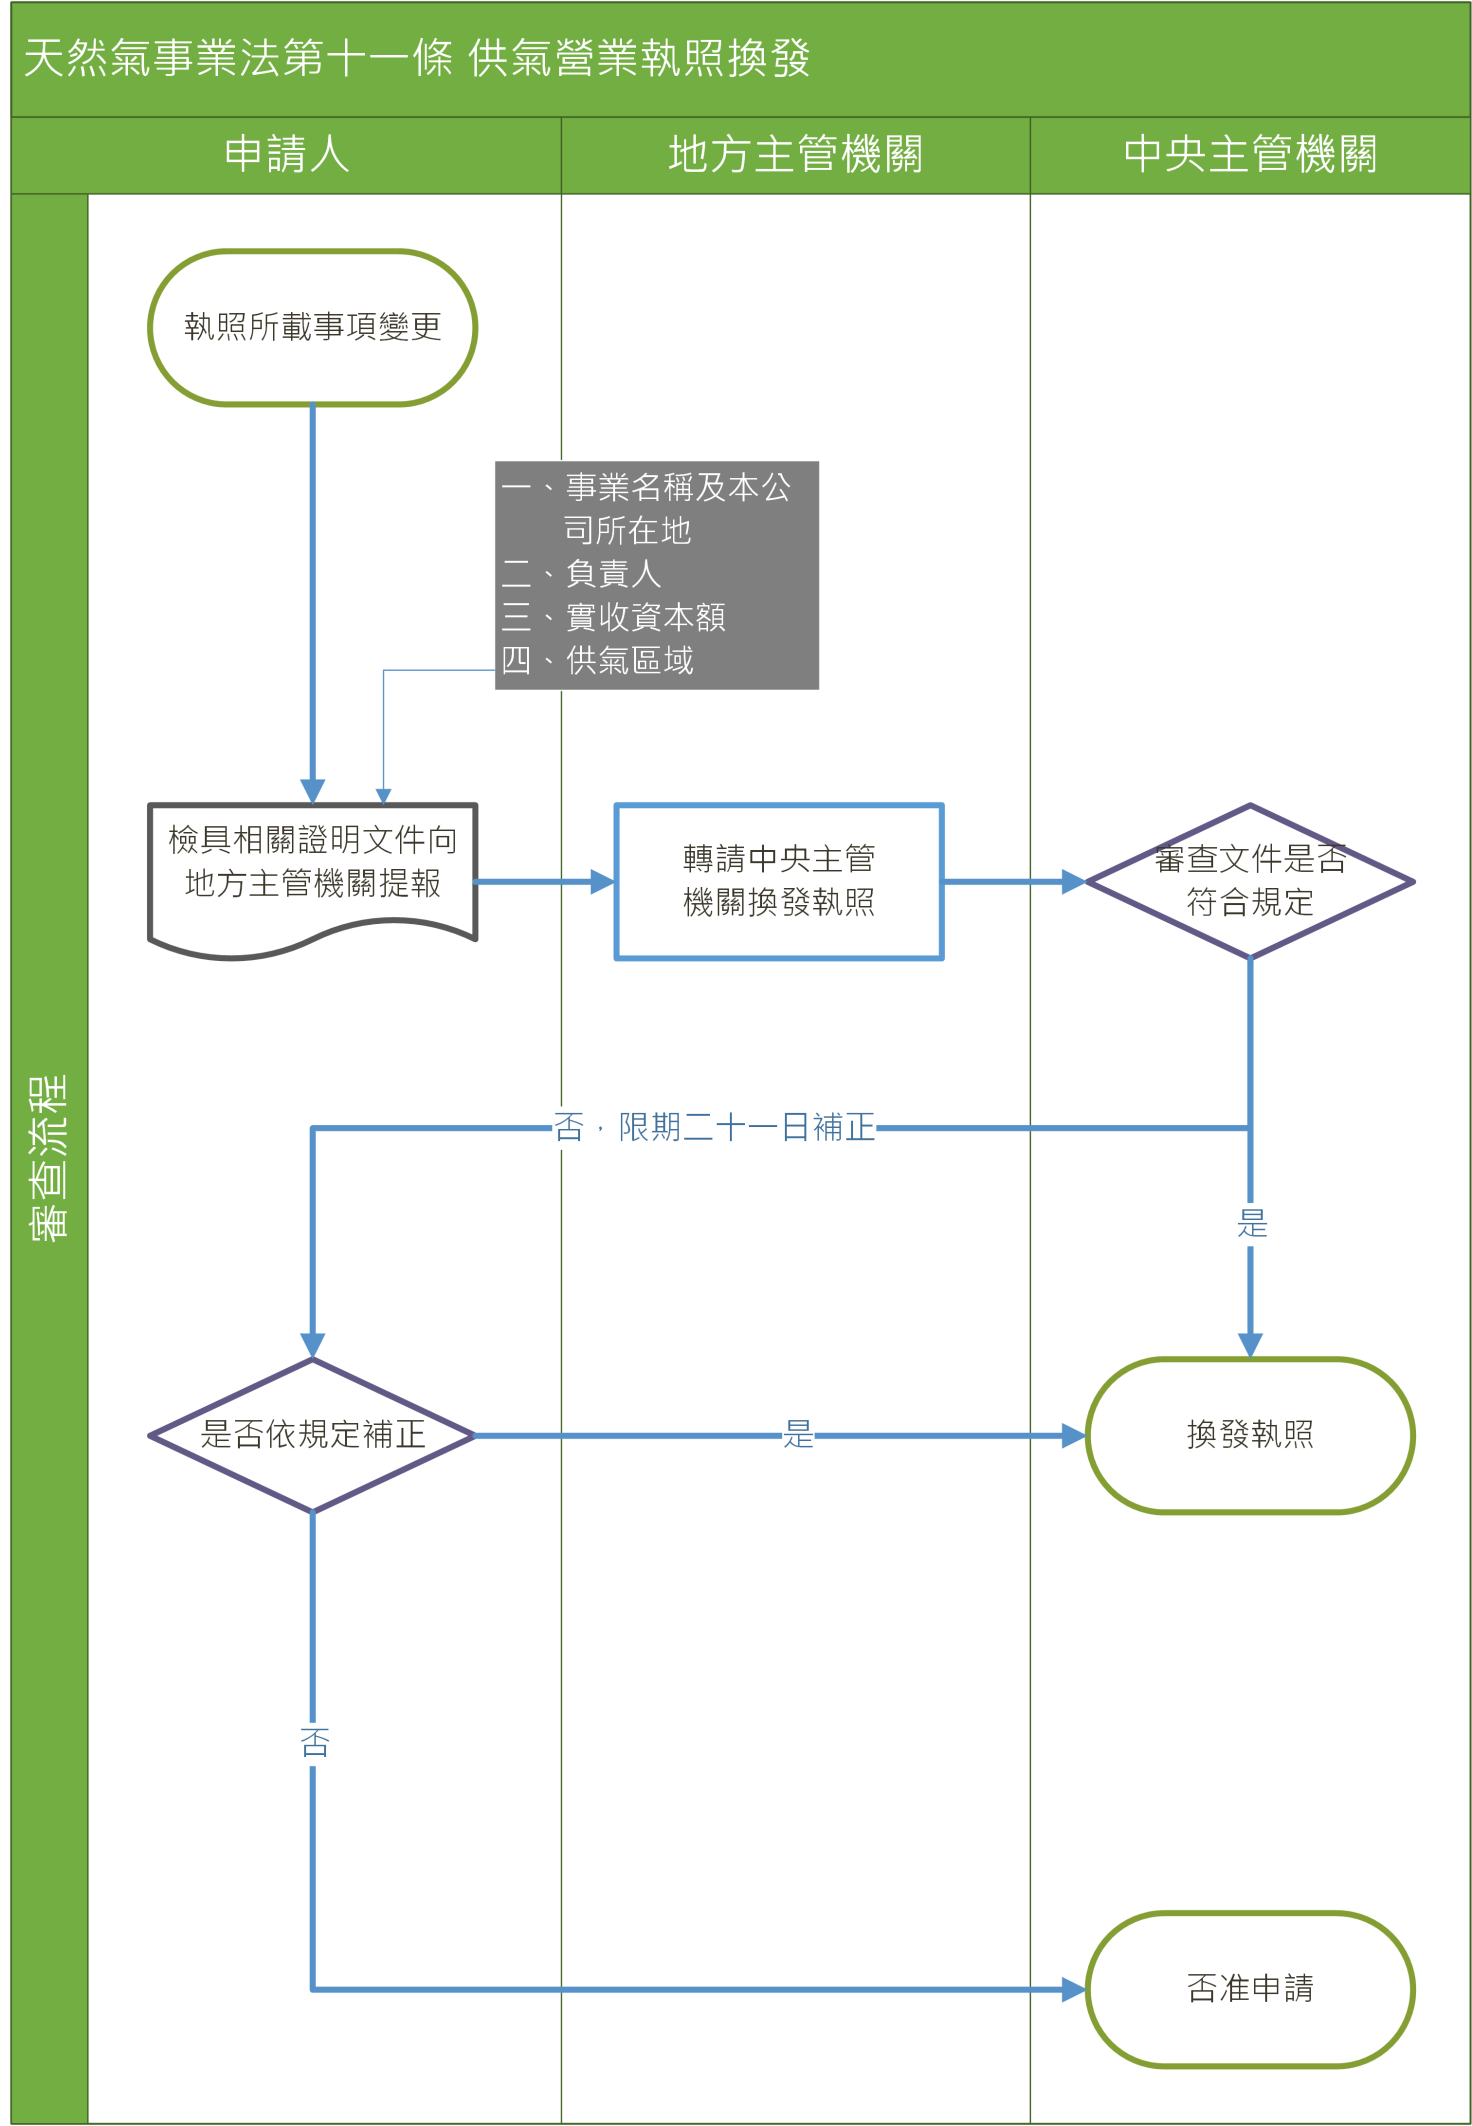 天然氣事業法第十一條 供氣營業執照換發
申請人
地方主管機關
中央主管機關
審查流程
執照所載事項變更
一、事業名稱及本公
司所在地
二、負責人
三、實收資本額
四、供氣區域
檢具相關證明文件向
地方主管機關提報
轉請中央主管
機關換發執照
審查文件是否
符合規定
否，限期二十一日補正
是
是否依規定補正
是
換發執照
否
否准申請